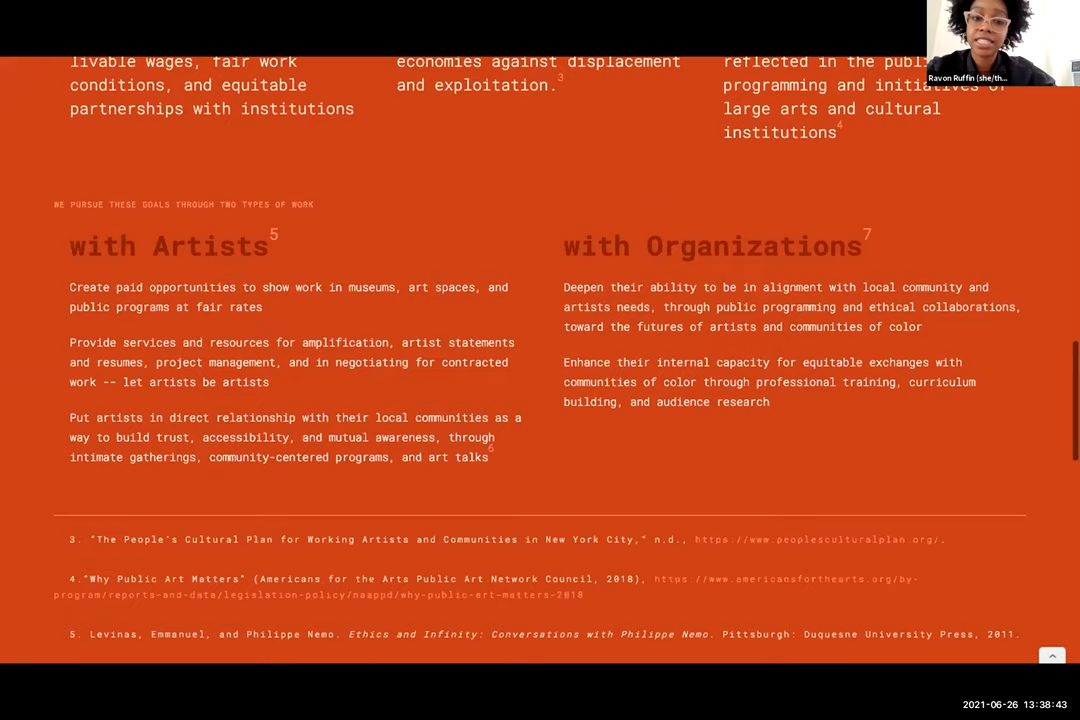 livable wages, fair work
conditions, and equitable
partnerships with institutions
economies against displacement
and exploitation.3
reflected in the publ
programming and initiatives of
large arts and cultural
institutions4
Ravon Ruffin (she/th...
WE PURSUE THESE GOALS THROUGH TWO TYPES OF WORK
with Artists5
Create paid opportunities to show work in museums, art spaces, and
public programs at fair rates
Provide services and resources for amplification, artist statements
and resumes, project management, and in negotiating for contracted
work -- let artists be artists
Put artists in direct relationship with their local communities as a
way to build trust, accessibility, and mutual awareness, through
intimate gatherings, community-centered programs, and art talks6
with Organizations7
Deepen their ability to be in alignment with local community and
artists needs, through public programming and ethical collaborations,
toward the futures of artists and communities of color
Enhance their internal capacity for equitable exchanges with
communities of color through professional training, curriculum
building, and audience research
3. "The People's Cultural Plan for Working Artists and Communities in New York City," n.d., https://www.peoplesculturalplan.org/.
4."Why Public Art Matters" (Americans for the Arts Public Art Network Council, 2018), https://www.americansforthearts.org/by-
program/reports-and-data/legislation-policy/naappd/why-public-art-matters-2018
5. Levinas, Emmanuel, and Philippe Nemo. Ethics and Infinity: Conversations with Philippe Nemo. Pittsburgh: Duquesne University Press, 2011.
2021-06-26 13:38:43